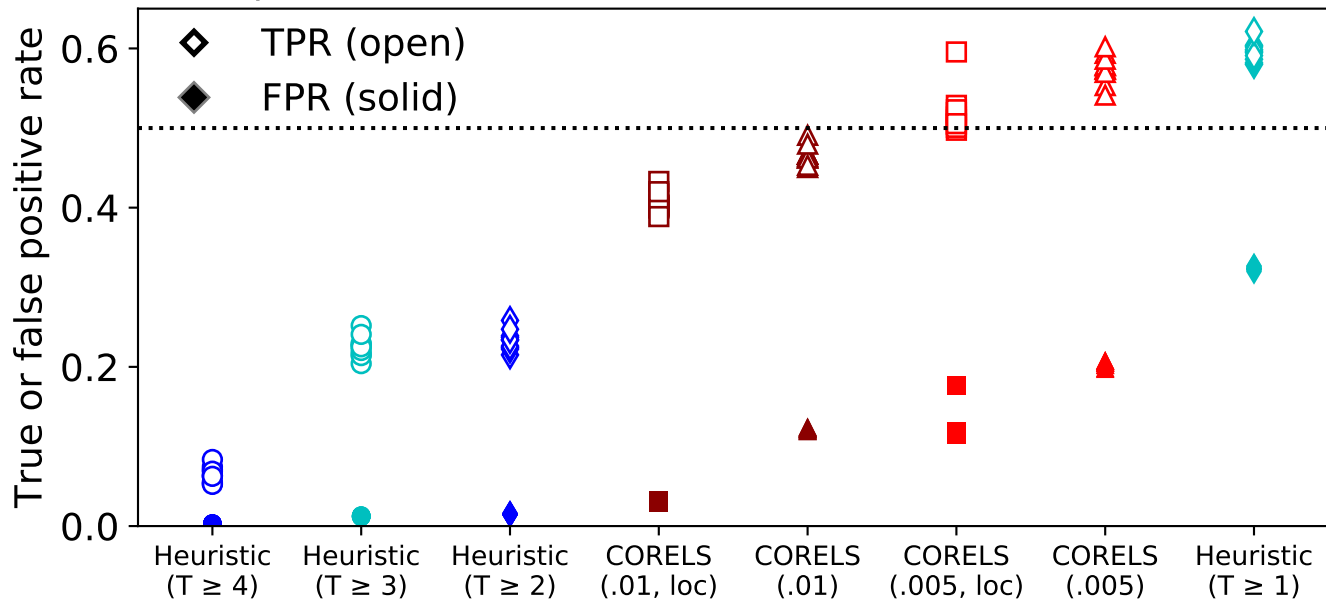 TPR (open)
FPR (solid)
True or false positive rate
0.6
0.4
0.2
0.0
Heuristic
(T ≥ 4)
Heuristic
(T ≥ 3)
Heuristic
(T ≥ 2)
CORELS
(.01, loc)
CORELS
(.01)
CORELS
(.005, loc)
CORELS
(.005)
Heuristic
(T ≥ 1)